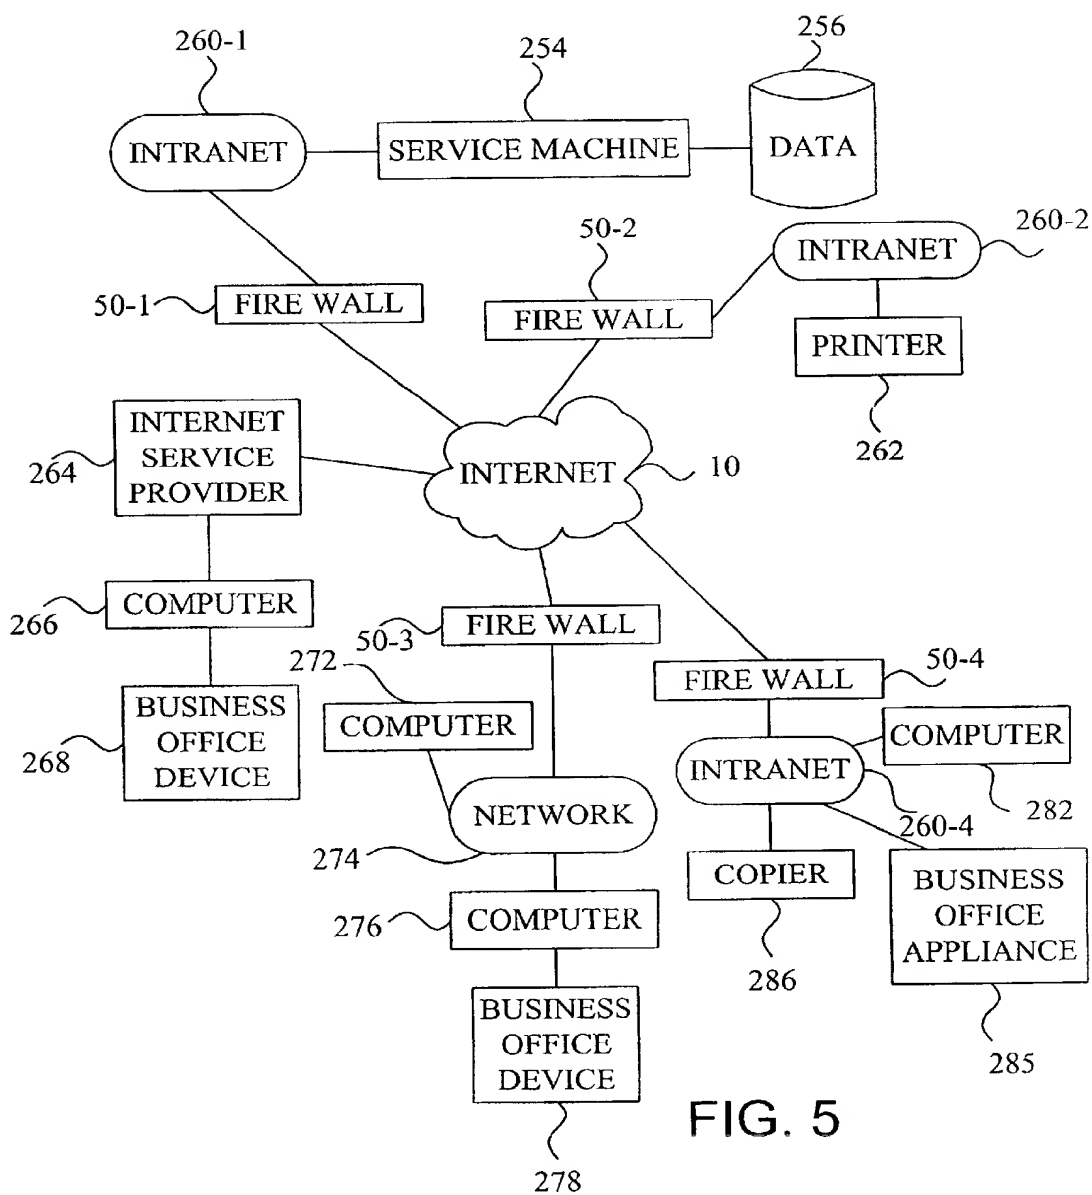 260-1
254
256
INTRANET
SERVICE MACHINE
DATA
50-2
260-2
INTRANET
50-1
FIRE WALL
FIRE WALL
PRINTER
INTERNET
SERVICE
PROVIDER
264
INTERNET
10
262
COMPUTER
266
50-3
FIRE WALL
272
50-4
FIRE WALL
BUSINESS
OFFICE
DEVICE
268
COMPUTER
COMPUTER
INTRANET
282
260-4
NETWORK
274
COPIER
BUSINESS
OFFICE
APPLIANCE
276
COMPUTER
286
BUSINESS
OFFICE
DEVICE
285
FIG. 5
278